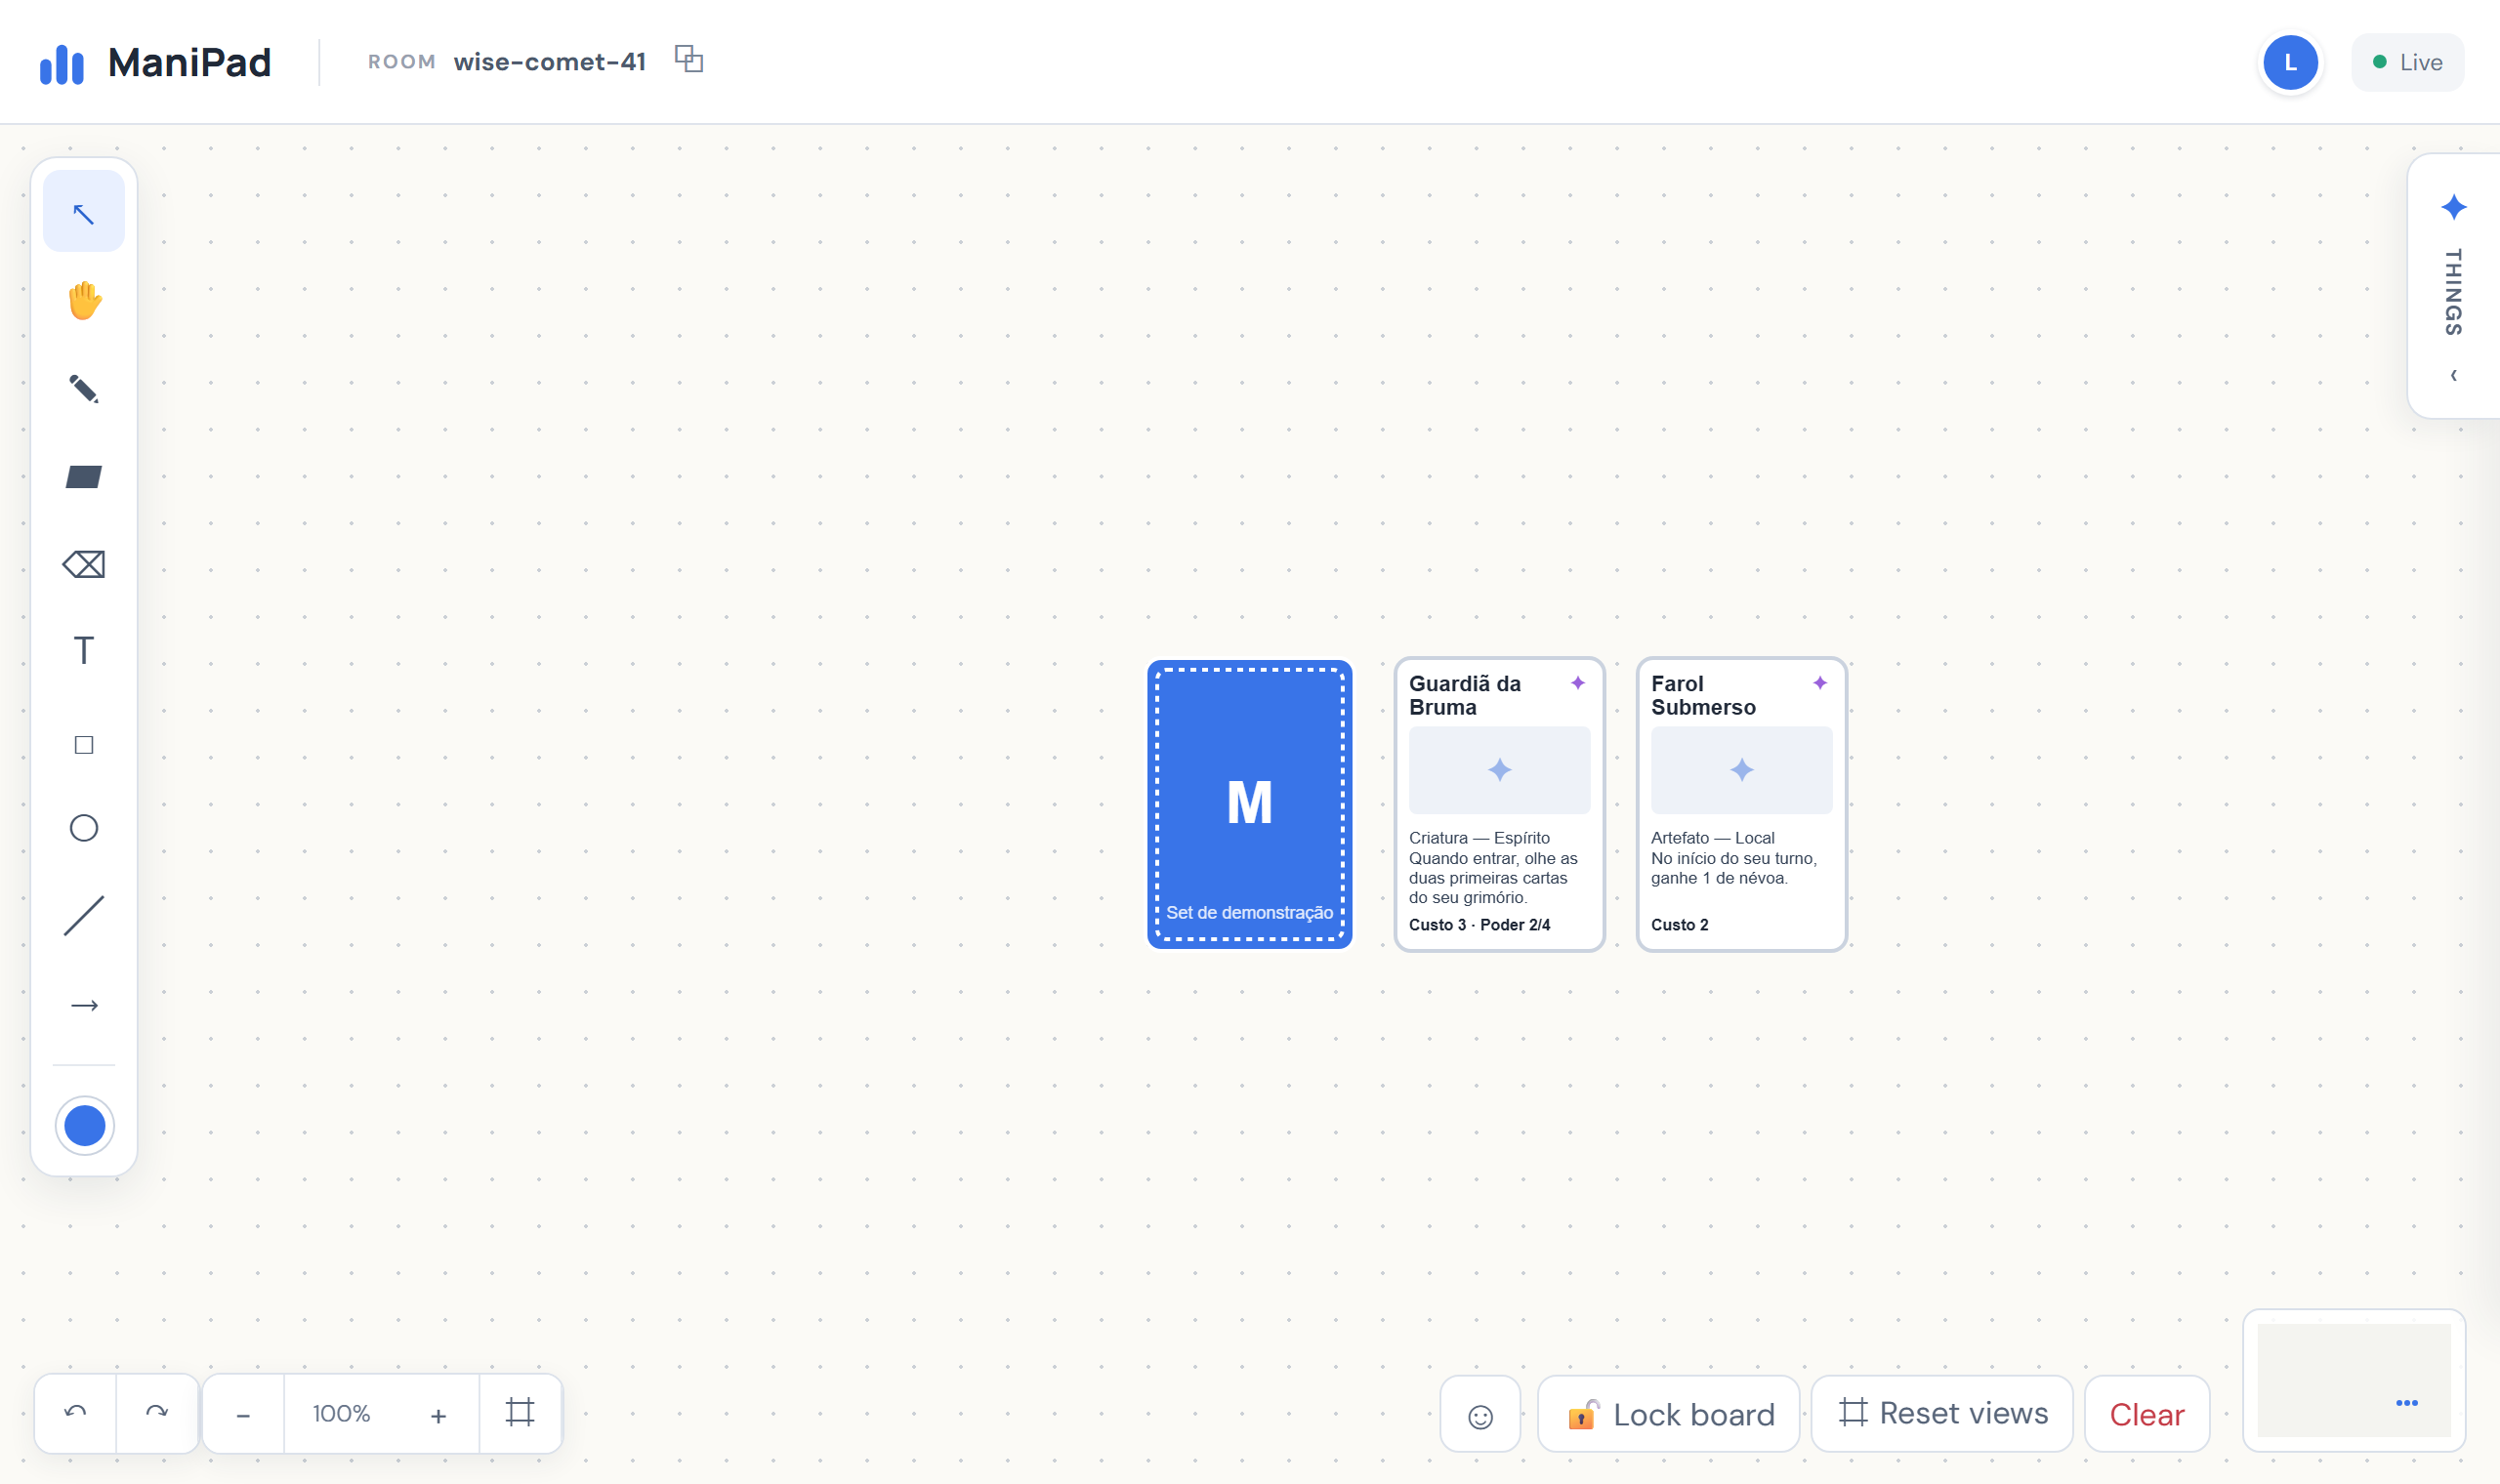 ManiPad
ROOM wise-comet-41
L
Live
THINGS
T
M
Set de demonstração
Guardiã da
Bruma
Criatura — Espírito
Quando entrar, olhe as
duas primeiras cartas
do seu grimório.
Custo 3 · Poder 2/4
Farol
Submerso
Artefato — Local
No início do seu turno,
ganhe 1 de névoa.
Custo 2
− 100% +
Lock board
Reset views
Clear